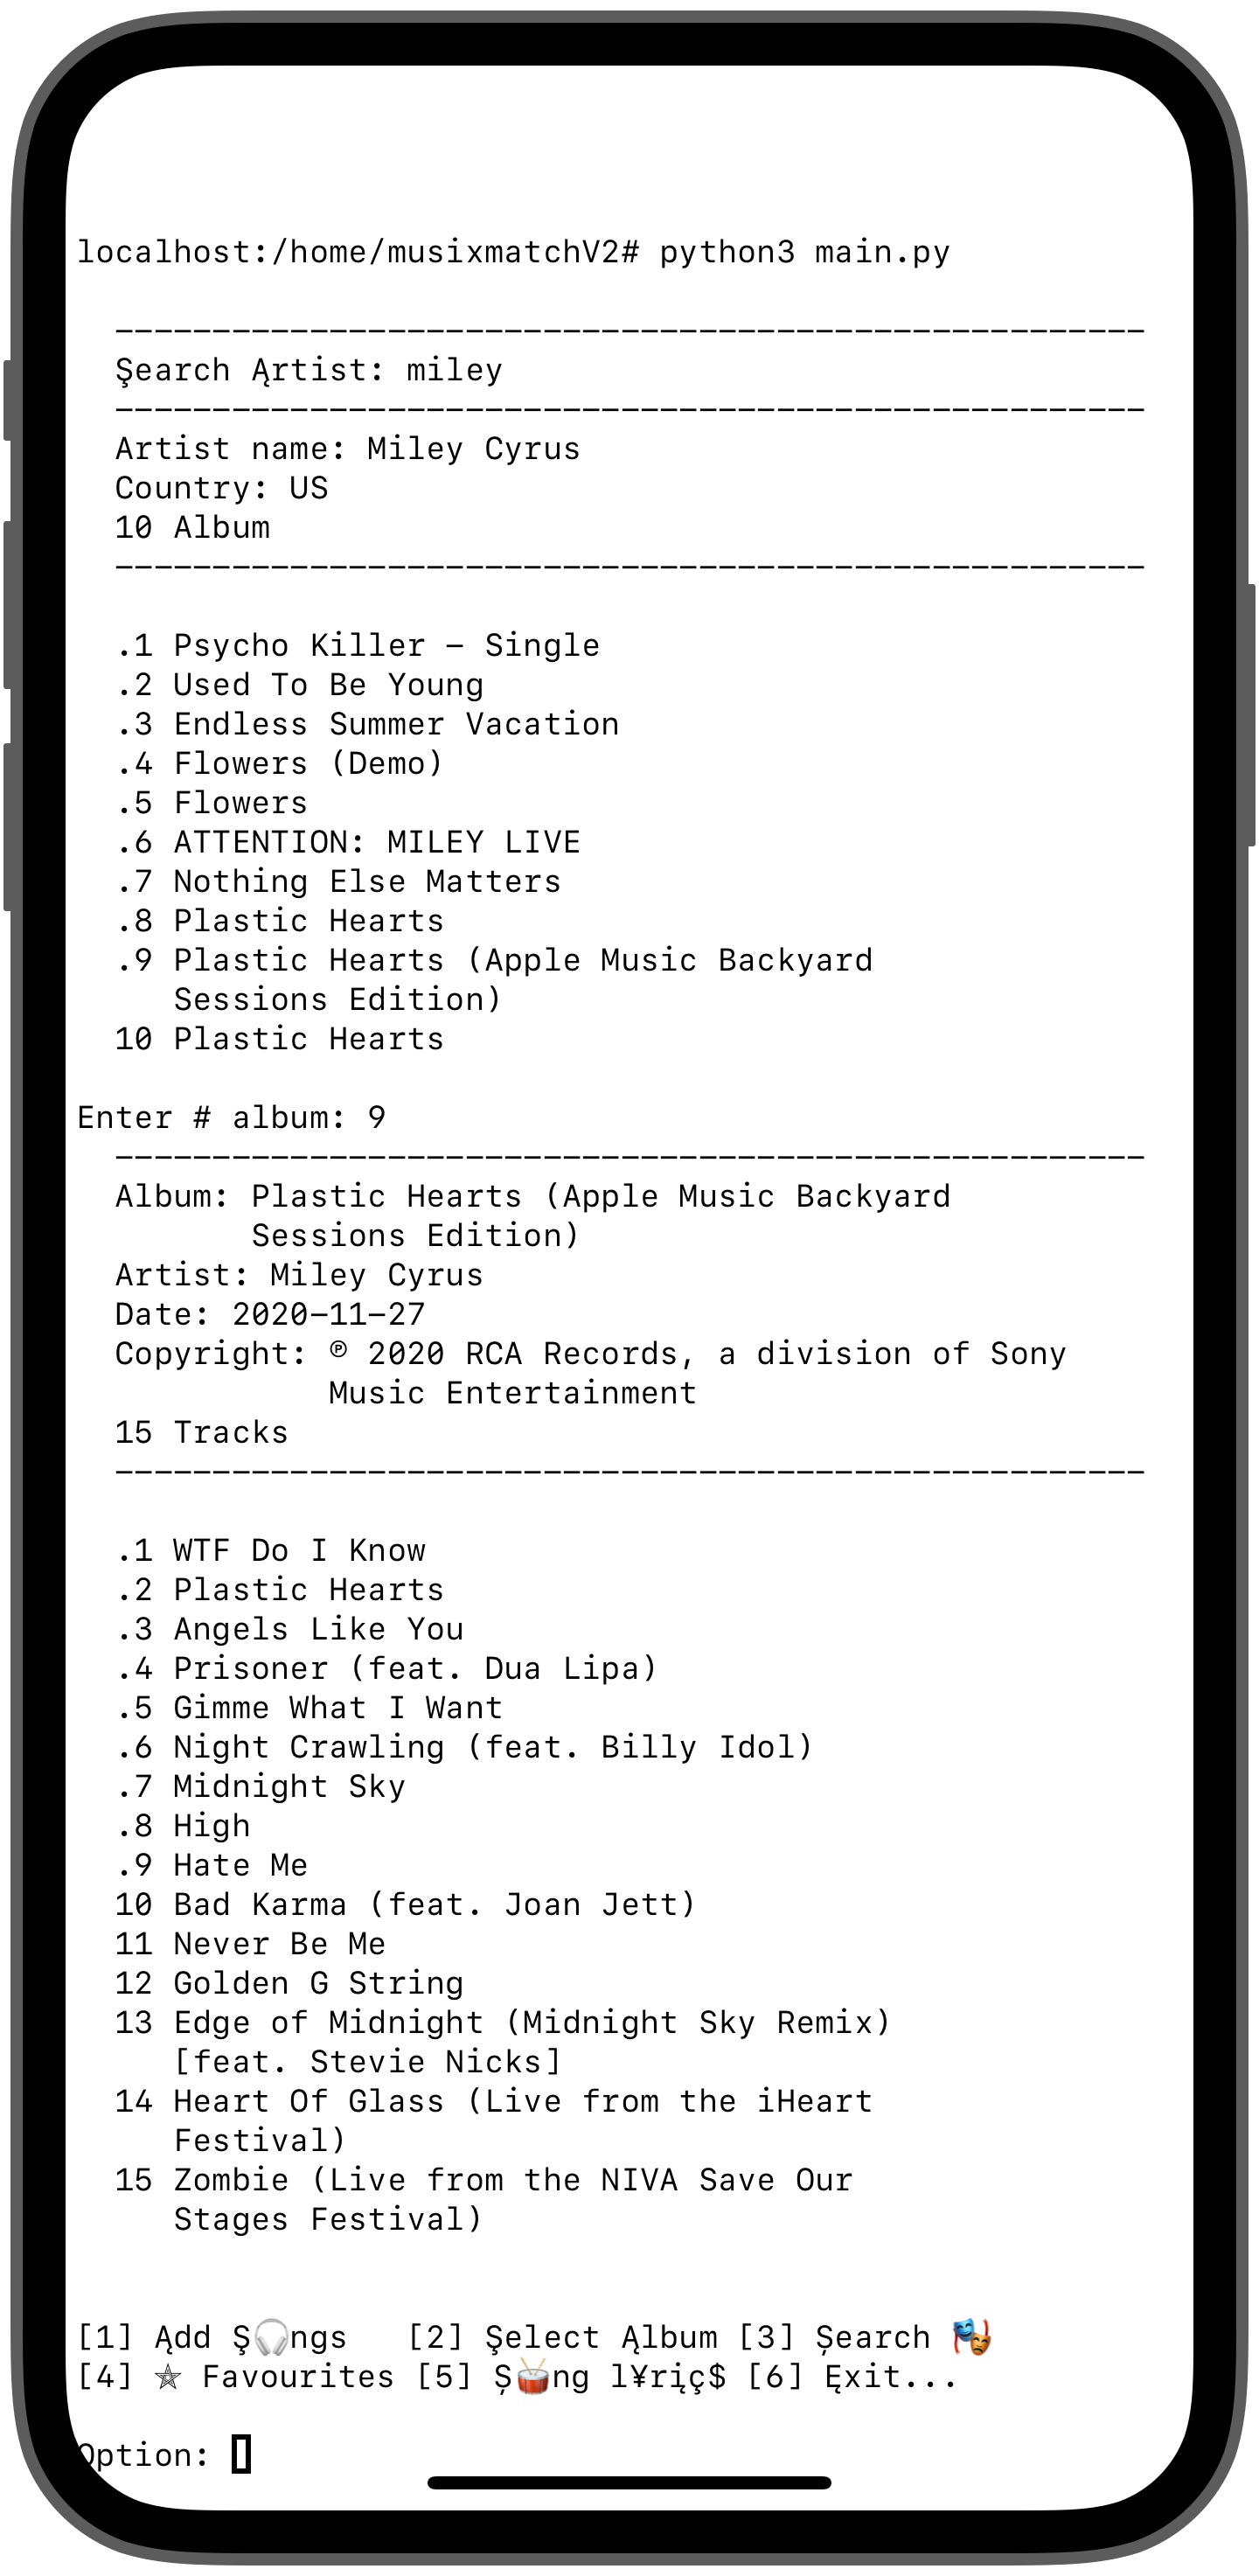 localhost:/home/musixmatchV2# python3 main.py
-----------------------------------------------------
Şearch Ąrtist: miley
-----------------------------------------------------
Artist name: Miley Cyrus
Country: US
10 Album
-----------------------------------------------------
.1 Psycho Killer – Single
.2 Used To Be Young
.3 Endless Summer Vacation
.4 Flowers (Demo)
.5 Flowers
.6 ATTENTION: MILEY LIVE
.7 Nothing Else Matters
.8 Plastic Hearts
.9 Plastic Hearts (Apple Music Backyard
Sessions Edition)
10 Plastic Hearts
Enter # album: 9
-----------------------------------------------------
Album: Plastic Hearts (Apple Music Backyard
Sessions Edition)
Artist: Miley Cyrus
Date: 2020-11-27
Copyright: ℗ 2020 RCA Records, a division of Sony
Music Entertainment
15 Tracks
-----------------------------------------------------
.1 WTF Do I Know
.2 Plastic Hearts
.3 Angels Like You
.4 Prisoner (feat. Dua Lipa)
.5 Gimme What I Want
.6 Night Crawling (feat. Billy Idol)
.7 Midnight Sky
.8 High
.9 Hate Me
10 Bad Karma (feat. Joan Jett)
11 Never Be Me
12 Golden G String
13 Edge of Midnight (Midnight Sky Remix)
[feat. Stevie Nicks]
14 Heart Of Glass (Live from the iHeart
Festival)
15 Zombie (Live from the NIVA Save Our
Stages Festival)
[1] Ądd Ş🎧ngs [2] Şelect Ąlbum [3] Șearch 🎭
[4] ⛤ Favourites [5] Ș🥁ng l¥rįç$ [6] Ęxit...
Option: